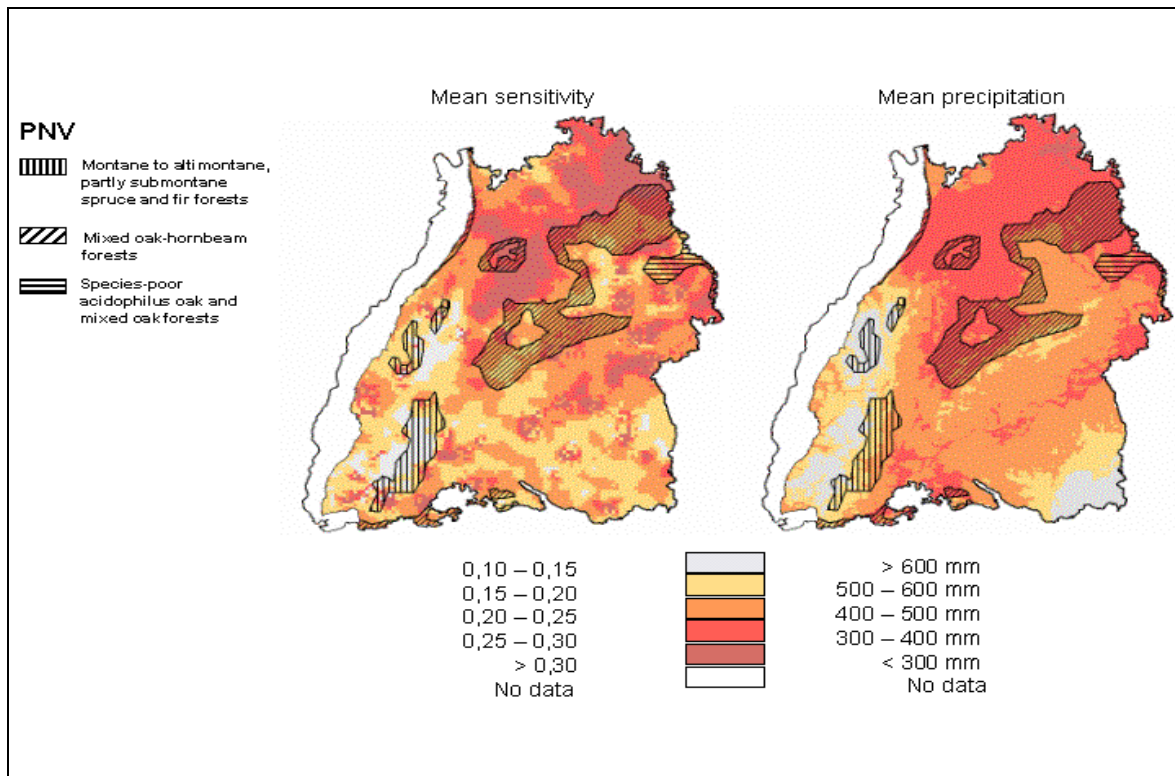 Mean sensitivity
Mean precipitation
PNV
Montane to altimontane,
partly submontane
spruce and fir forests
Mixed oak-hornbeam
forests
Species-poor
acidophilus oak and
mixed oak forests
0,10 – 0,15
0,15 – 0,20
0,20 – 0,25
0,25 – 0,30
> 0,30
No data
> 600 mm
500 – 600 mm
400 – 500 mm
300 – 400 mm
< 300 mm
No data